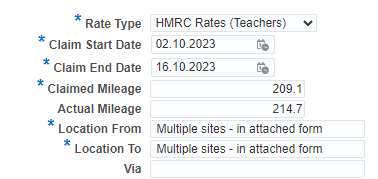 * Rate Type HMRC Rates (Teachers)
* Claim Start Date 02.10.2023
* Claim End Date 16.10.2023
* Claimed Mileage 209.1
Actual Mileage 214.7
* Location From Multiple sites - in attached form
* Location To Multiple sites - in attached form
Via